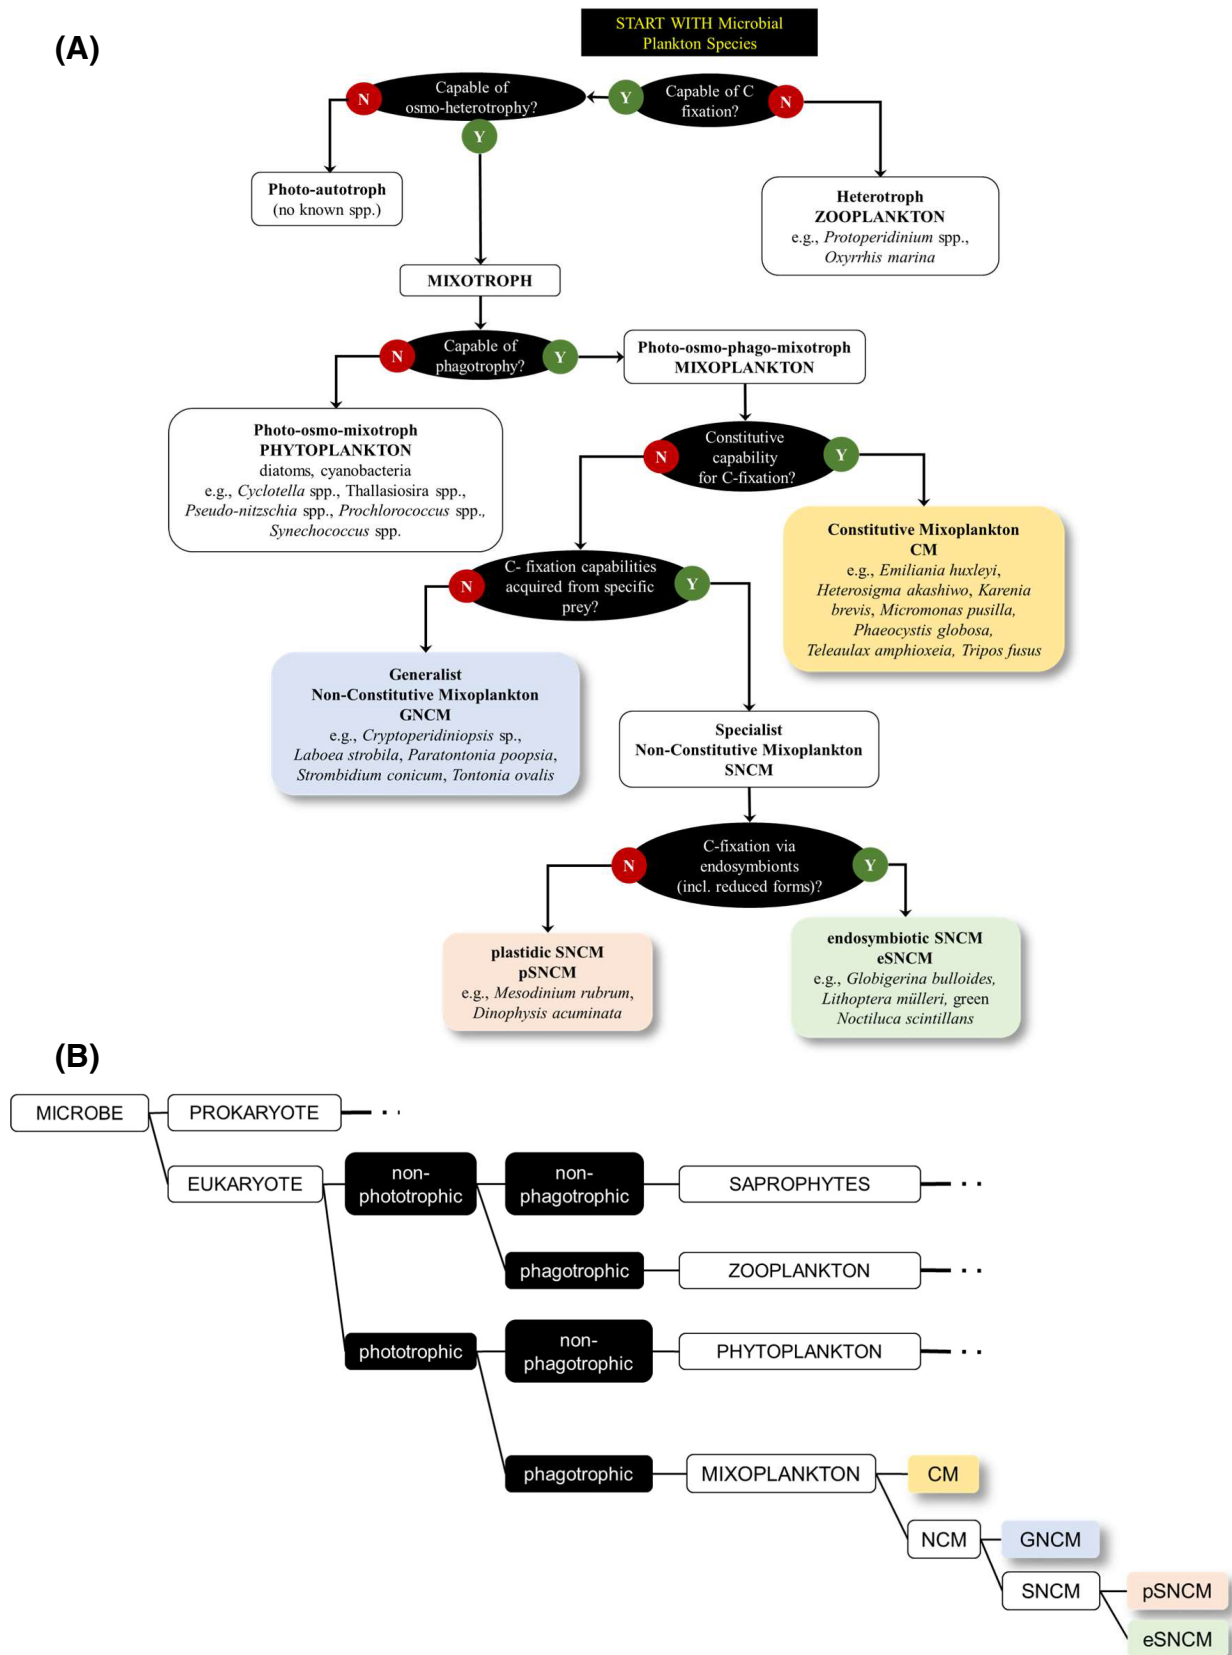 (A)
START WITH Microbial
Plankton Species
Capable of
osmo-heterotrophy?
N
Y
Y
Capable of C
fixation?
N
Photo-autotroph
(no known spp.)
Heterotroph
ZOOPLANKTON
e.g., Protoperidinium spp.,
Oxyrrhis marina
MIXOTROPH
N
Capable of
phagotrophy?
Y
Photo-osmo-phago-mixotroph
MIXOPLANKTON
Photo-osmo-mixotroph
PHYTOPLANKTON
diatoms, cyanobacteria
e.g., Cyclotella spp., Thallasiosira spp.,
Pseudo-nitzschia spp., Prochlorococcus spp.,
Synechococcus spp.
N
Constitutive
capability
for C-fixation?
Y
Constitutive Mixoplankton
CM
e.g., Emiliania huxleyi,
Heterosigma akashiwo, Karenia
brevis, Micromonas pusilla,
Phaeocystis globosa,
Teleaulax amphioxeia, Tripos fusus
N
C- fixation capabilities
acquired from specific
prey?
Y
Generalist
Non-Constitutive Mixoplankton
GNCM
e.g., Cryptoperidiniopsis sp.,
Laboea strobila, Paratontonia poopsia,
Strombidium conicum, Tontonia ovalis
Specialist
Non-Constitutive Mixoplankton
SNCM
N
C-fixation via
endosymbionts
(incl. reduced forms)?
Y
plastidic SNCM
pSNCM
e.g., Mesodinium rubrum,
Dinophysis acuminata
endosymbiotic SNCM
eSNCM
e.g., Globigerina bulloides,
Lithoptera mülleri, green
Noctiluca scintillans
(B)
MICROBE
PROKARYOTE
EUKARYOTE
non-
phototrophic
non-
phagotrophic
SAPROPHYTES
phagotrophic
ZOOPLANKTON
phototrophic
non-
phagotrophic
PHYTOPLANKTON
phagotrophic
MIXOPLANKTON
CM
NCM
GNCM
SNCM
pSNCM
eSNCM